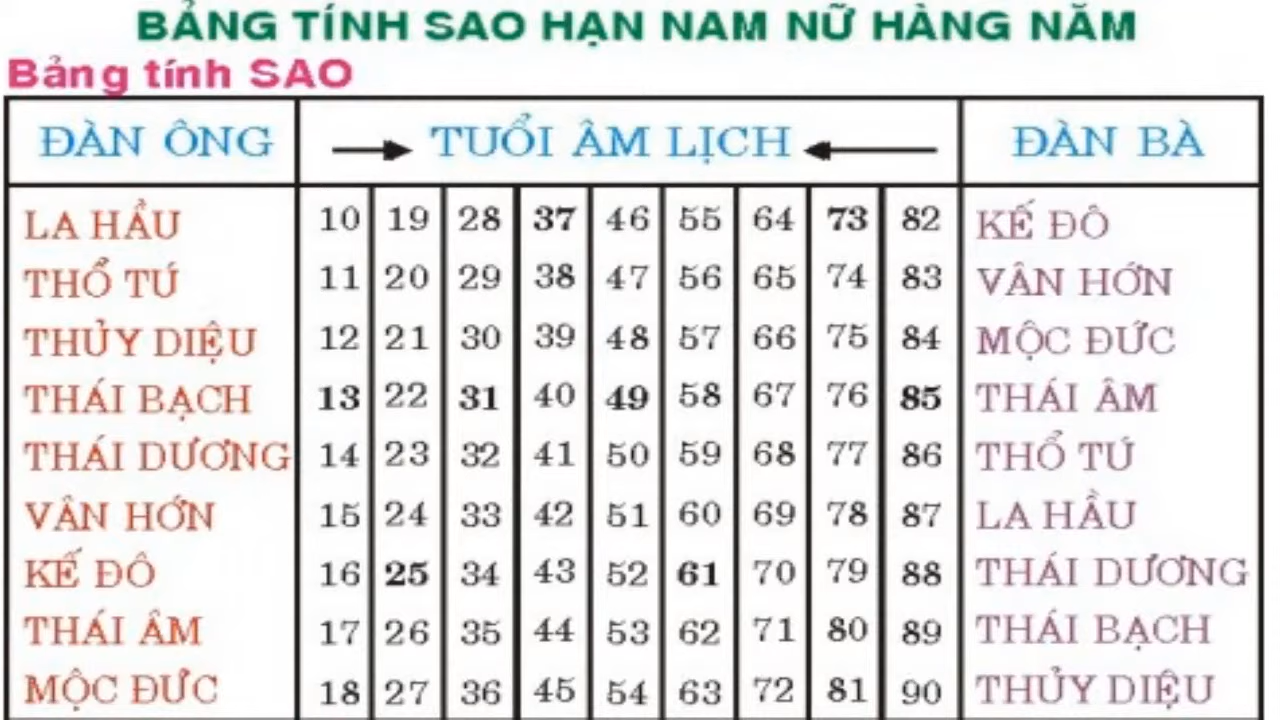 BẢNG TÍNH SAO HẠN NAM NỮ HÀNG NĂM
Bảng tính SAO
ĐÀN ÔNG TUỔI ÂM LỊCH ĐÀN BÀ
LA HẦU 10 19 28 37 46 55 64 73 82 KẾ ĐÔ
THỔ TÚ 11 20 29 38 47 56 65 74 83 VÂN HỚN
THỦY DIỆU 12 21 30 39 48 57 66 75 84 MỘC ĐỨC
THÁI BẠCH 13 22 31 40 49 58 67 76 85 THÁI ÂM
THÁI DƯƠNG 14 23 32 41 50 59 68 77 86 THỔ TÚ
VÂN HỚN 15 24 33 42 51 60 69 78 87 LA HẦU
KẾ ĐÔ 16 25 34 43 52 61 70 79 88 THÁI DƯƠNG
THÁI ÂM 17 26 35 44 53 62 71 80 89 THÁI BẠCH
MỘC ĐỨC 18 27 36 45 54 63 72 81 90 THỦY DIỆU